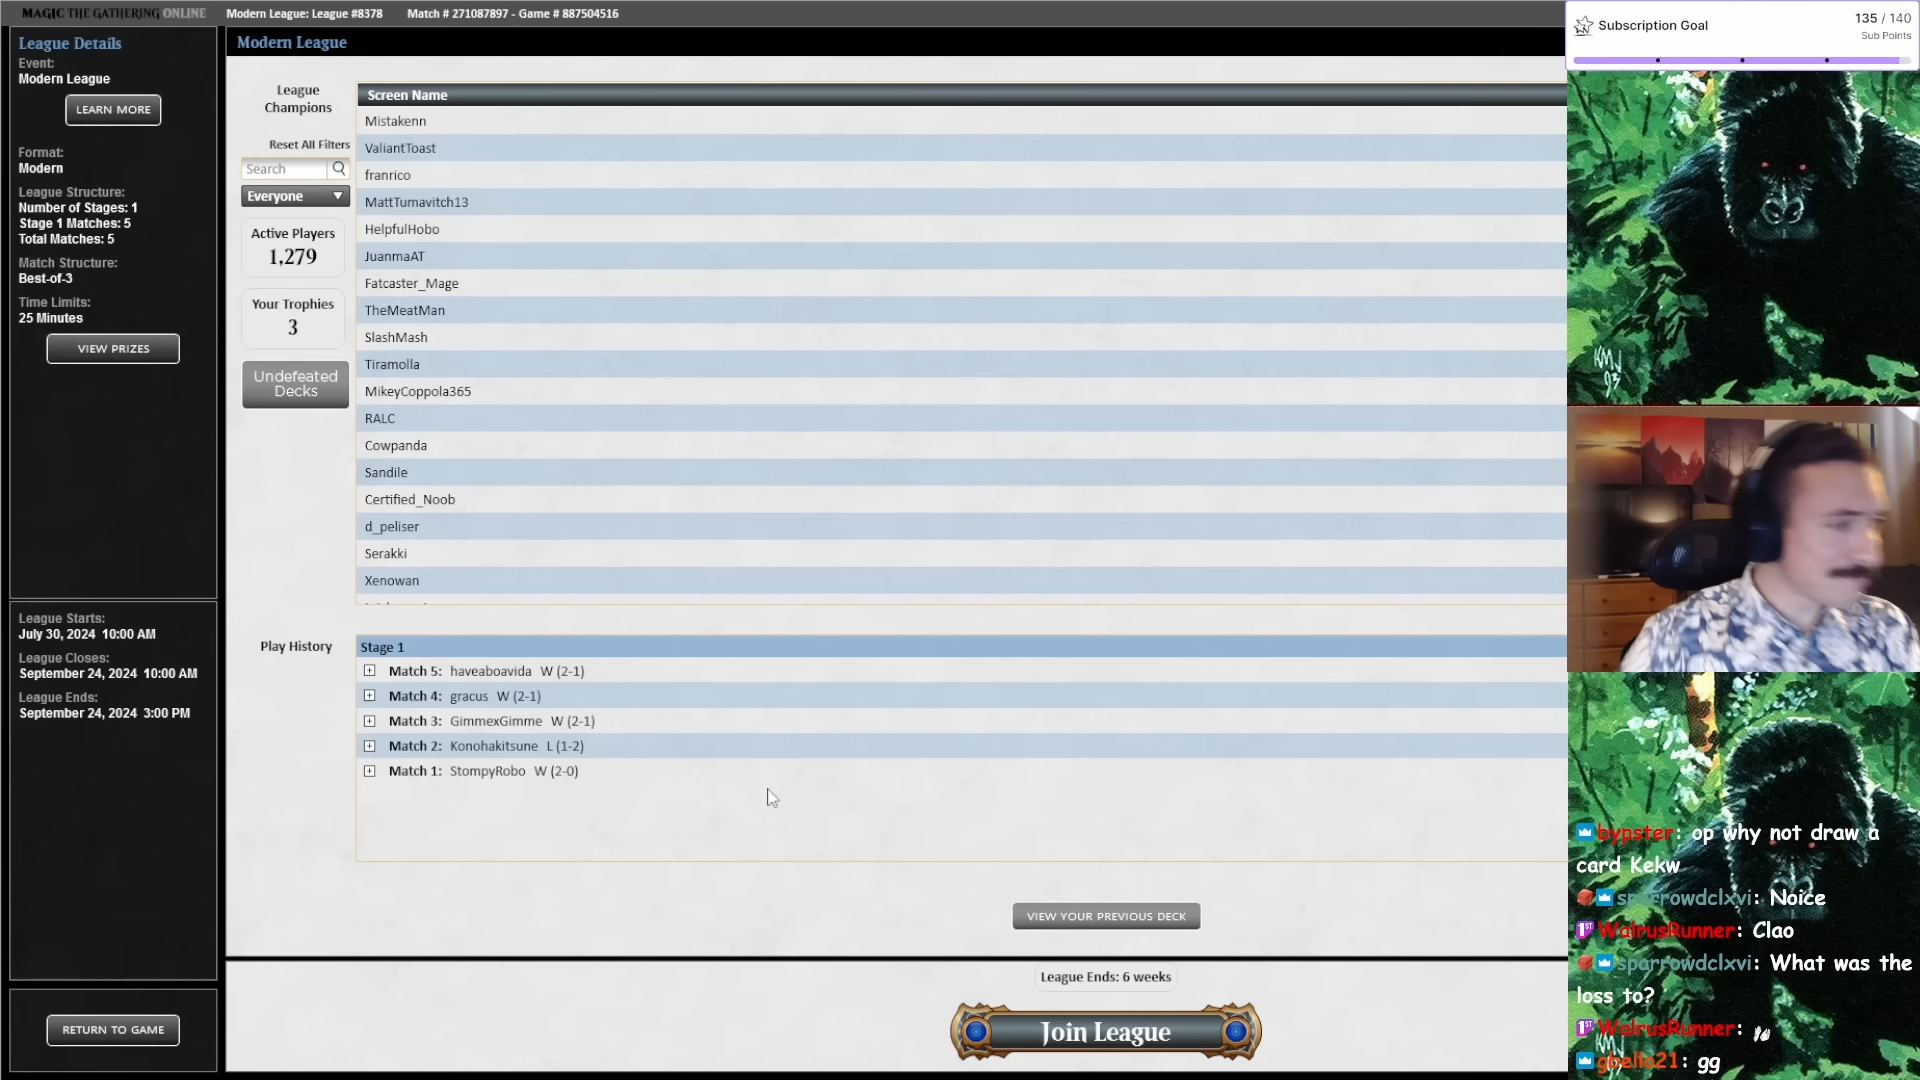 MAGIC THE GATHERING ONLINE
Modern League: League #8378
Match # 271087897 - Game # 887504516
League Details
Event:
Modern League
LEARN MORE
Format:
Modern
League Structure:
Number of Stages: 1
Stage 1 Matches: 5
Total Matches: 5
Match Structure:
Best-of-3
Time Limits:
25 Minutes
VIEW PRIZES
League Starts:
July 30, 2024 10:00 AM
League Closes:
September 24, 2024 10:00 AM
League Ends:
September 24, 2024 3:00 PM
RETURN TO GAME
Modern League
League
Champions
Reset All Filters
Search
Everyone
Active Players
1,279
Your Trophies
3
Undefeated
Decks
Screen Name
Mistakenn
ValiantToast
franrico
MattTumavitch13
HelpfulHobo
JuanmaAT
Fatcaster_Mage
TheMeatMan
SlashMash
Tiramolla
MikeyCoppola365
RALC
Cowpanda
Sandile
Certified_Noob
d_peliser
Serakki
Xenowan
Play History
Stage 1
Match 5: haveaboavida W (2-1)
Match 4: gracus W (2-1)
Match 3: GimmexGimme W (2-1)
Match 2: Konohakitsune L (1-2)
Match 1: StompyRobo W (2-0)
VIEW YOUR PREVIOUS DECK
League Ends: 6 weeks
Join League
Subscription Goal
135 / 140
Sub Points
KMJ
93
bypster: op why not draw a
card Kekw
sparrowdclxvi: Noice
WalrusRunner: Clao
sparrowdclxvi: What was the
loss to?
1ST WalrusRunner:
gbella21: gg